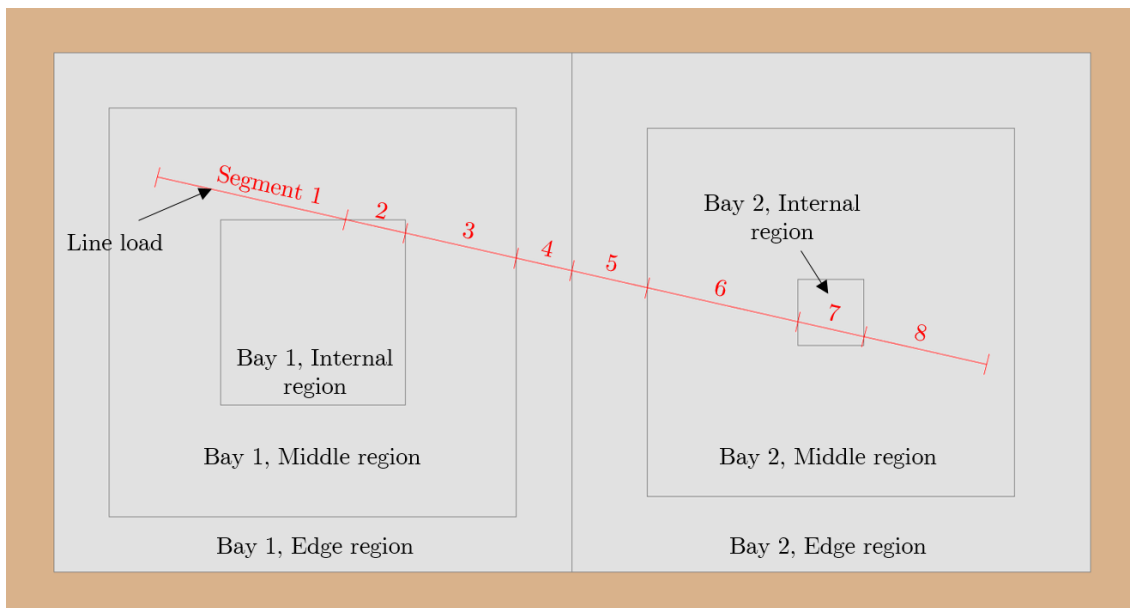 Segment 1
2
3
4
5
6
7
8
Line load
Bay 2, Internal
region
Bay 1, Internal
region
Bay 1, Middle region
Bay 2, Middle region
Bay 1, Edge region
Bay 2, Edge region